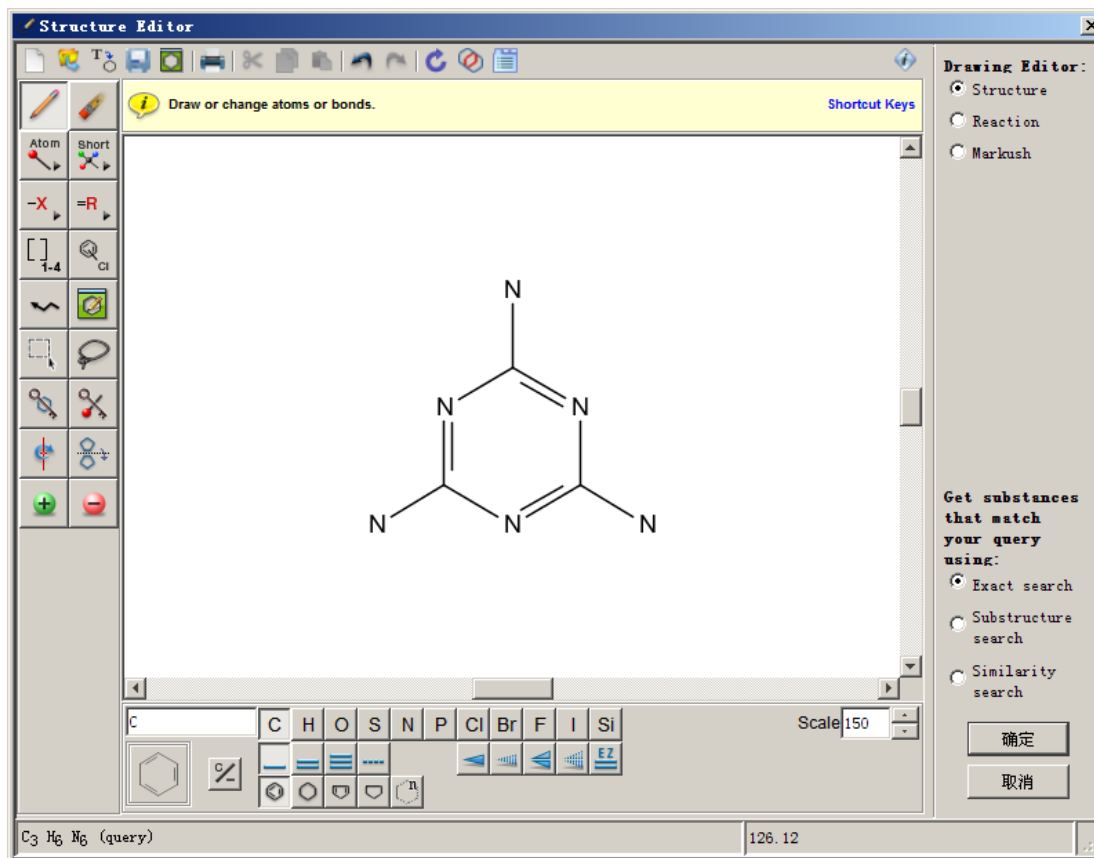 Structure Editor
T
Draw or change atoms or bonds.
Shortcut Keys
Atom
Short
-X
=R
[ ] 1-4
Cl
N
N
N
N
N
N
C
C H O S N P Cl Br F I Si
Scale 150
C
EZ
n
C3 H6 N6 (query)
126.12
Drawing Editor:
Structure
Reaction
Markush
Get substances
that match
your query
using:
Exact search
Substructure
search
Similarity
search
确定
取消